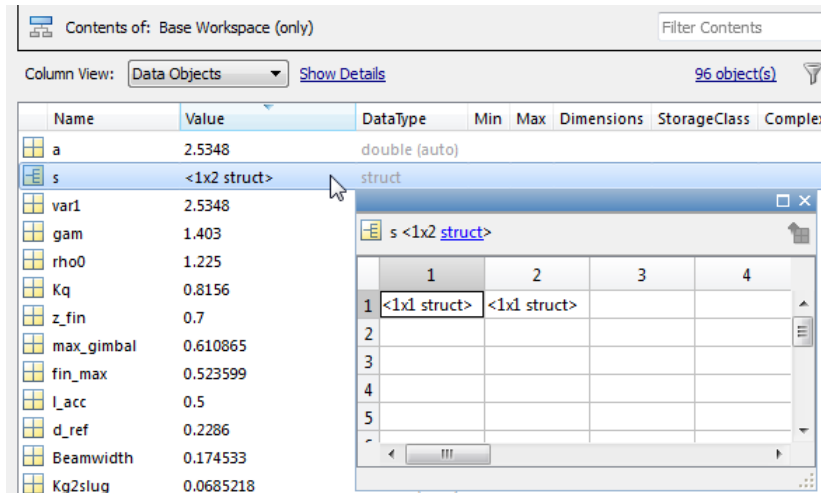 Contents of: Base Workspace (only) Filter Contents
Column View: Data Objects Show Details 96 object(s)
Name Value DataType Min Max Dimensions StorageClass Complex
a 2.5348 double (auto)
s <1x2 struct> struct
var1 2.5348
gam 1.403
s <1x2 struct>
rho0 1.225
1 2 3 4
Kq 0.8156
1 <1x1 struct> <1x1 struct>
z_fin 0.7
2
max_gimbal 0.610865
3
fin_max 0.523599
4
l_acc 0.5
5
d_ref 0.2286
Beamwidth 0.174533
Kg2slug 0.0685218